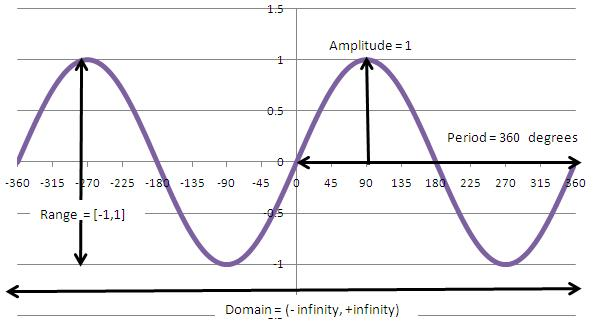 1.5
Amplitude = 1
1
0.5
Period = 360 degrees
0
-360 -315 -270 -225 -180 -135 -90 -45 0 45 90 135 180 225 270 315 360
Range = [-1,1]
-0.5
-1
Domain = (- infinity, +infinity)